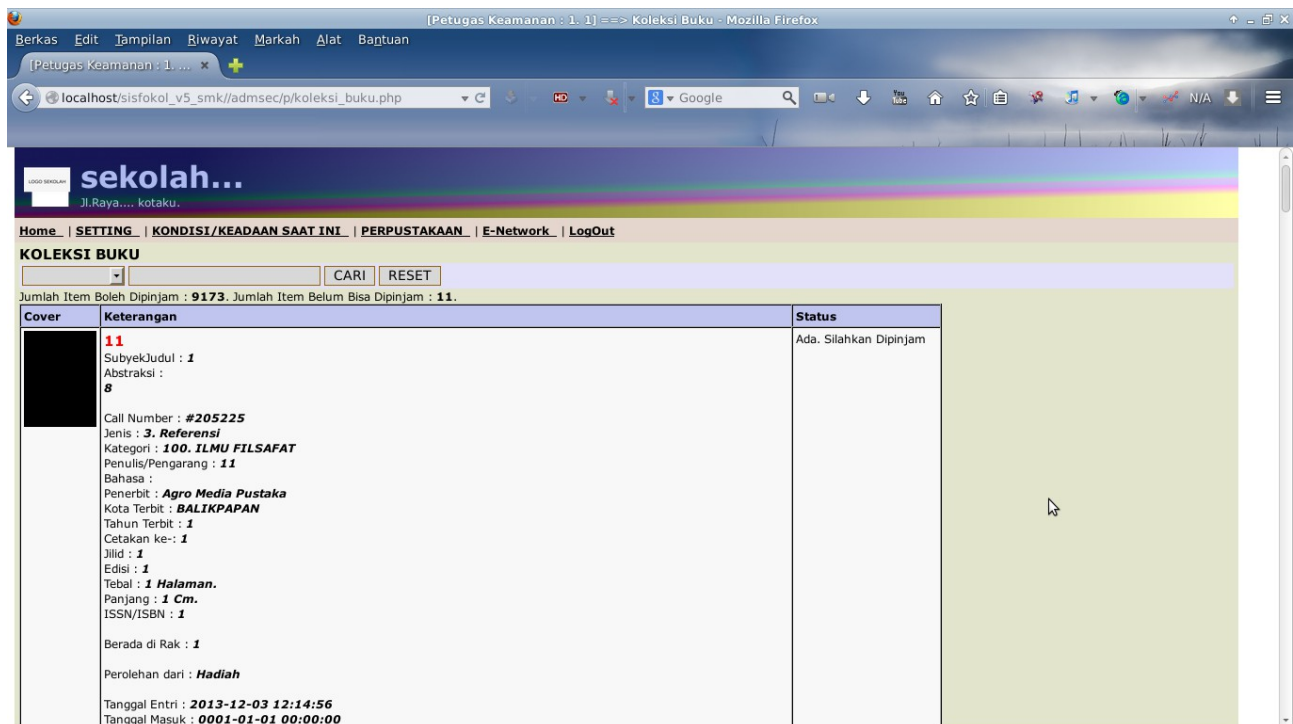 [Petugas Keamanan : 1. 1] ==> Koleksi Buku - Mozilla Firefox
Berkas Edit Tampilan Riwayat Markah Alat Bantuan
[Petugas Keamanan : 1. ...
localhost/sisfokol_v5_smk//admsec/p/koleksi_buku.php HD 8 Google You Tube N/A
LOGO SEKOLAH
sekolah...
Jl.Raya.... kotaku.
Home | SETTING | KONDISI/KEADAAN SAAT INI | PERPUSTAKAAN | E-Network | LogOut
KOLEKSI BUKU
CARI RESET
Jumlah Item Boleh Dipinjam : 9173. Jumlah Item Belum Bisa Dipinjam : 11.
Cover Keterangan Status
11 Ada. Silahkan Dipinjam
SubyekJudul : 1
Abstraksi :
8
Call Number : #205225
Jenis : 3. Referensi
Kategori : 100. ILMU FILSAFAT
Penulis/Pengarang : 11
Bahasa :
Penerbit : Agro Media Pustaka
Kota Terbit : BALIKPAPAN
Tahun Terbit : 1
Cetakan ke-: 1
Jilid : 1
Edisi : 1
Tebal : 1 Halaman.
Panjang : 1 Cm.
ISSN/ISBN : 1
Berada di Rak : 1
Perolehan dari : Hadiah
Tanggal Entri : 2013-12-03 12:14:56
Tanggal Masuk : 0001-01-01 00:00:00